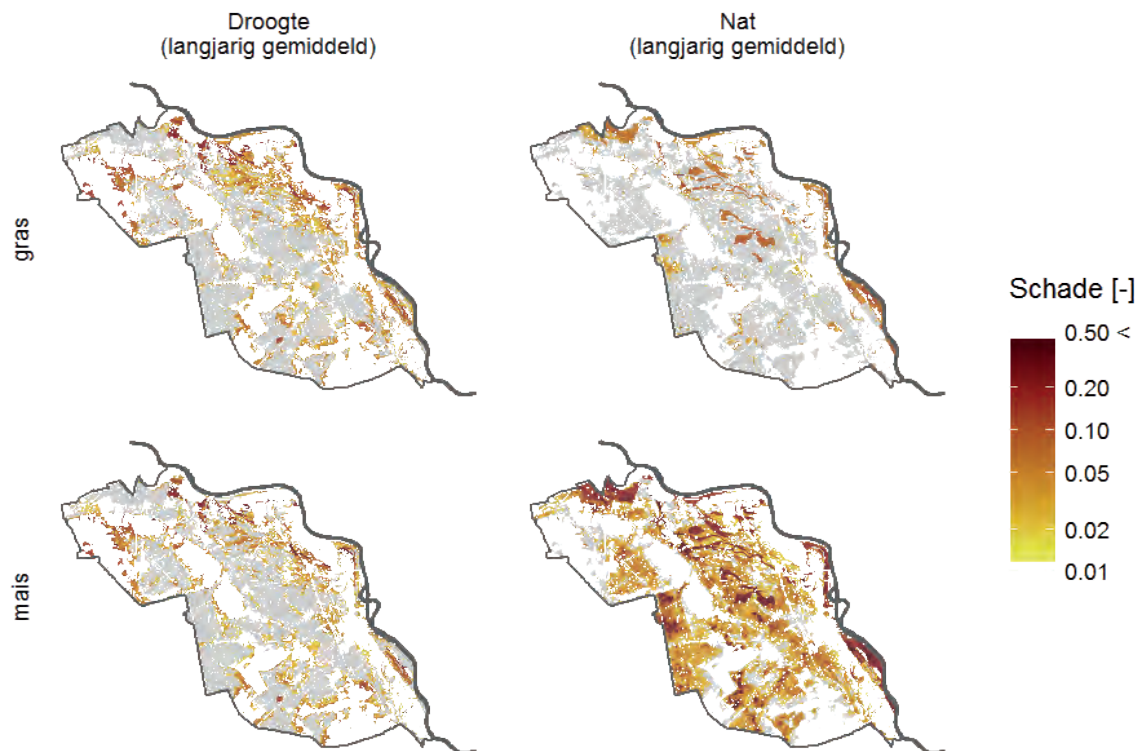 Droogte
(langjarig gemiddeld)
Nat
(langjarig gemiddeld)
gras
mais
Schade [-]
0.50 <
0.20
0.10
0.05
0.02
0.01